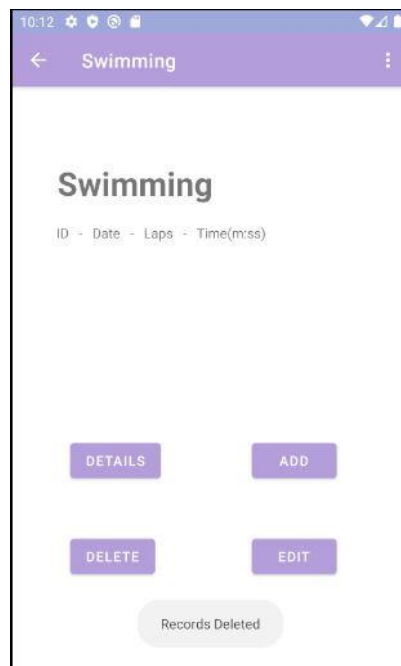 10:12
Swimming
Swimming
ID - Date - Laps - Time(m:ss)
DETAILS ADD
DELETE EDIT
Records Deleted